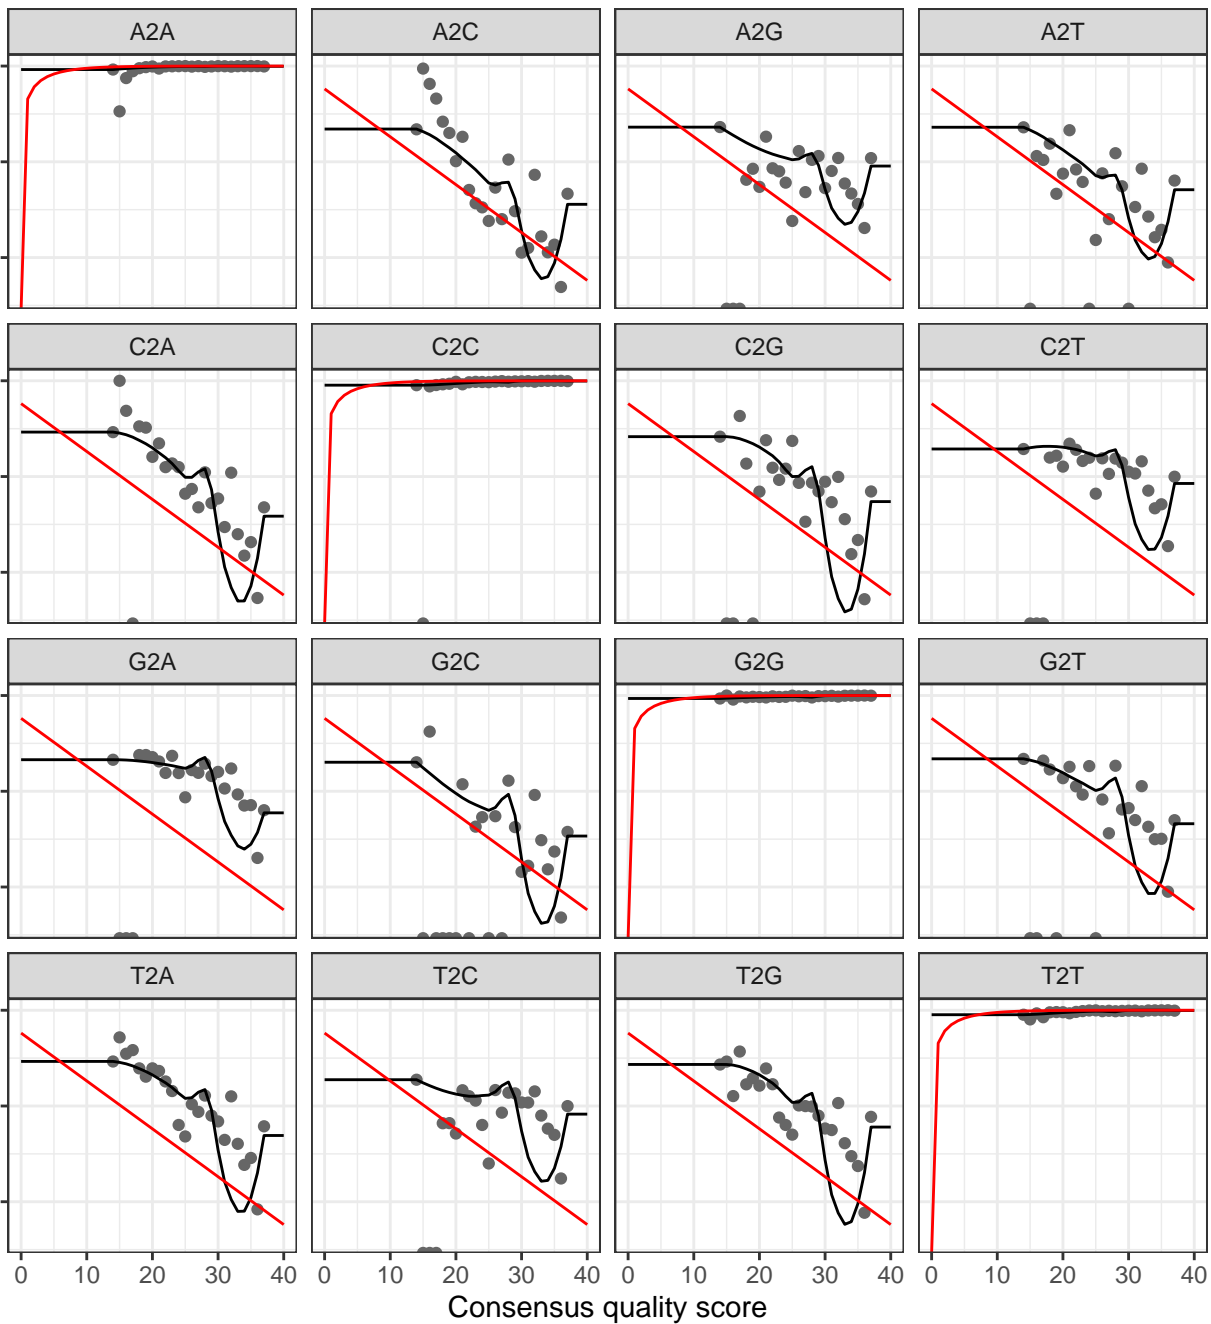 A2A A2C A2G A2T
C2A C2C C2G C2T
G2A G2C G2G G2T
T2A T2C T2G T2T
0 10 20 30 40 0 10 20 30 40 0 10 20 30 40 0 10 20 30 40
Consensus quality score